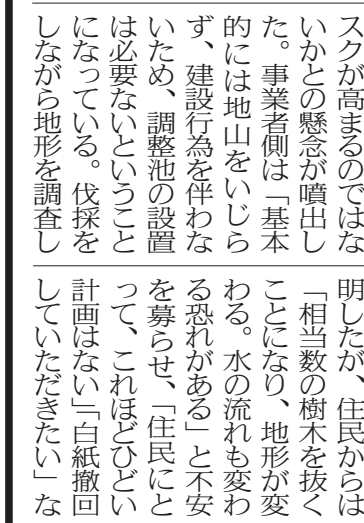 スクが高まるのではな
いかとの懸念が噴出し
た。事業者側は「基本
的には地山をいじら
ず、建設行為を伴わな
いため、調整池の設置
は必要ないということ
になっている。伐採を
しながら地形を調査し
明したが、住民からは
「相当数の樹木を抜く
ことになり、地形が変
わる。水の流れも変わ
る恐れがある」と不安
を募らせ、「住民にと
って、これほどひどい
計画はない」「白紙撤回
していただきたい」な